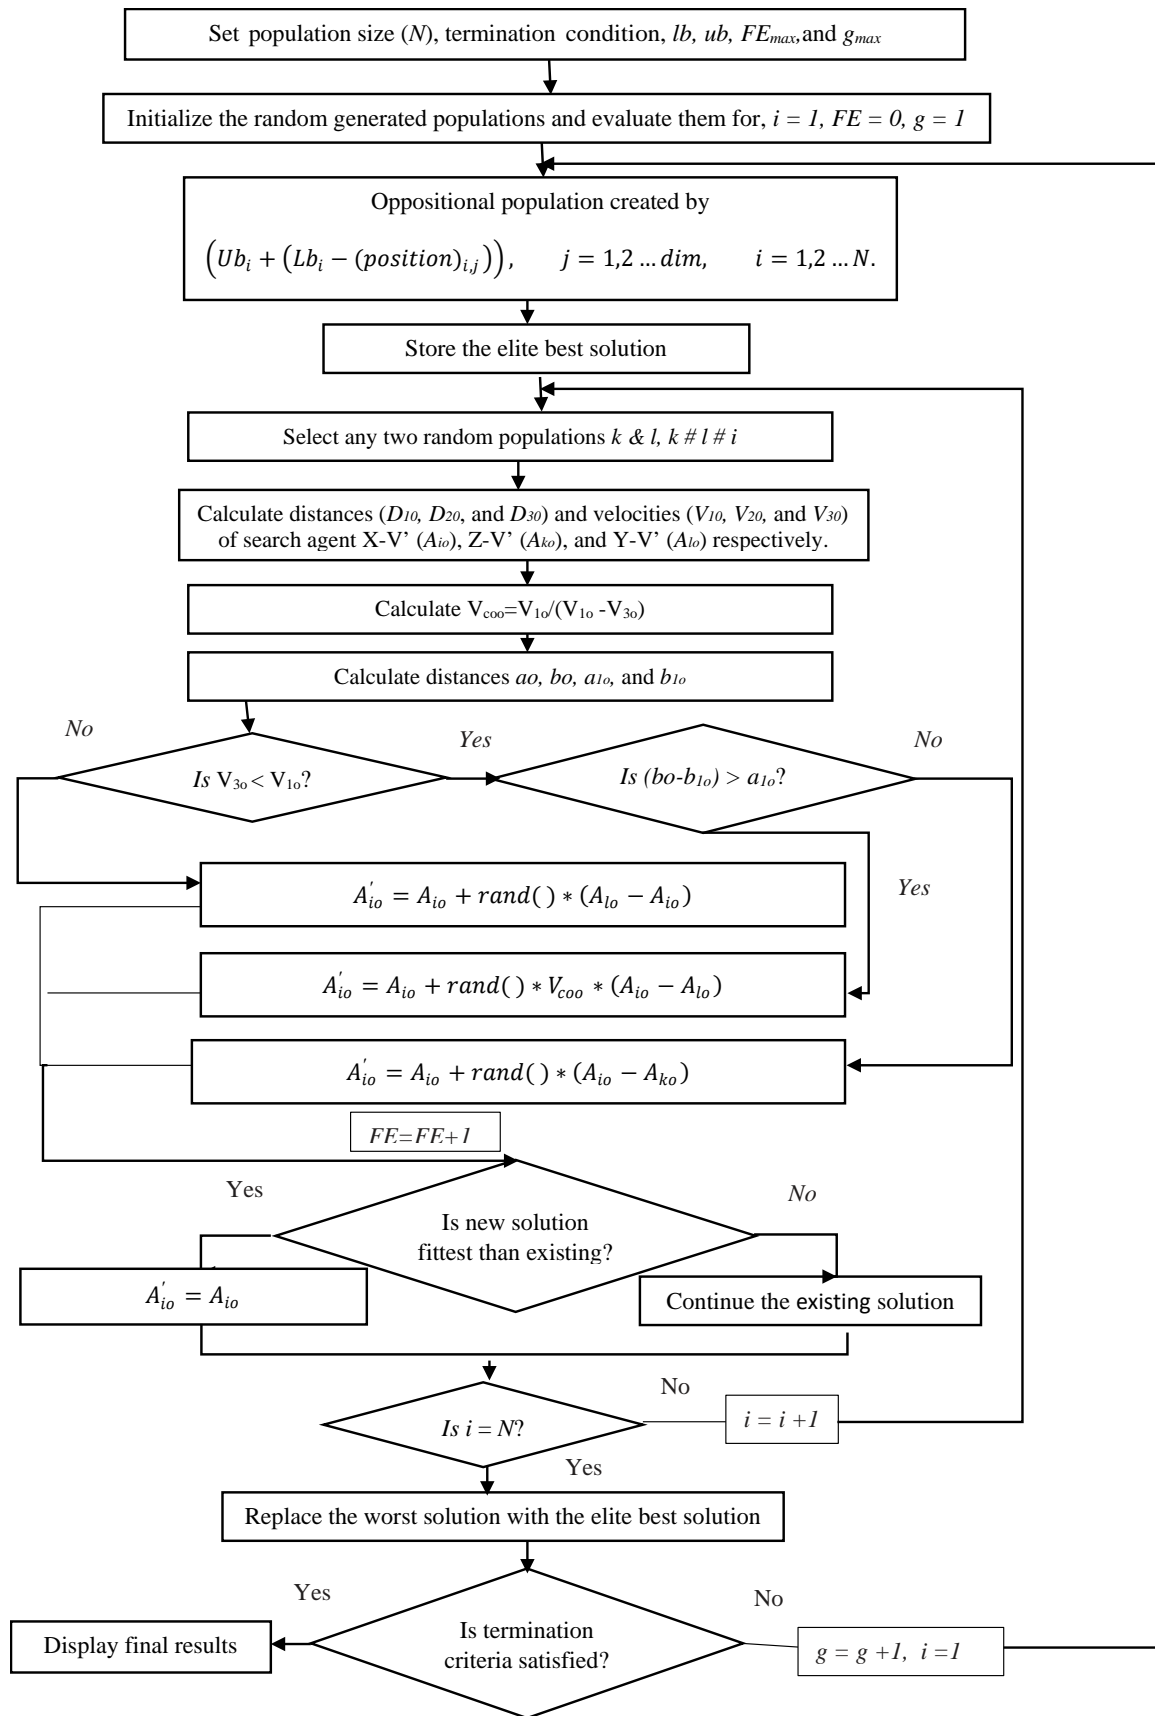 Set population size (N), termination condition, lb, ub, FEmax,and gmax
Initialize the random generated populations and evaluate them for, i = 1, FE = 0, g = 1
Oppositional population created by
(Ubi + (Lbi − (position)i,j)), j = 1,2 … dim, i = 1,2 … N.
Store the elite best solution
Select any two random populations k & l, k # l # i
Calculate distances (D10, D20, and D30) and velocities (V10, V20, and V30)
of search agent X-V’ (Aio), Z-V’ (Ako), and Y-V’ (Alo) respectively.
Calculate Vcoo=V1o/(V1o -V3o)
Calculate distances ao, bo, a1o, and b1o
No
Yes
No
Is V3o < V1o?
Is (bo-b1o) > a1o?
Yes
A'io = Aio + rand( ) ∗ (Alo − Aio)
A'io = Aio + rand( ) ∗ Vcoo ∗ (Aio − Alo)
A'io = Aio + rand( ) ∗ (Aio − Ako)
FE=FE+1
Yes
No
Is new solution
fittest than existing?
A'io = Aio
Continue the existing solution
No
Is i = N?
i = i +1
Yes
Replace the worst solution with the elite best solution
Yes
No
Is termination
criteria satisfied?
Display final results
g = g +1, i =1